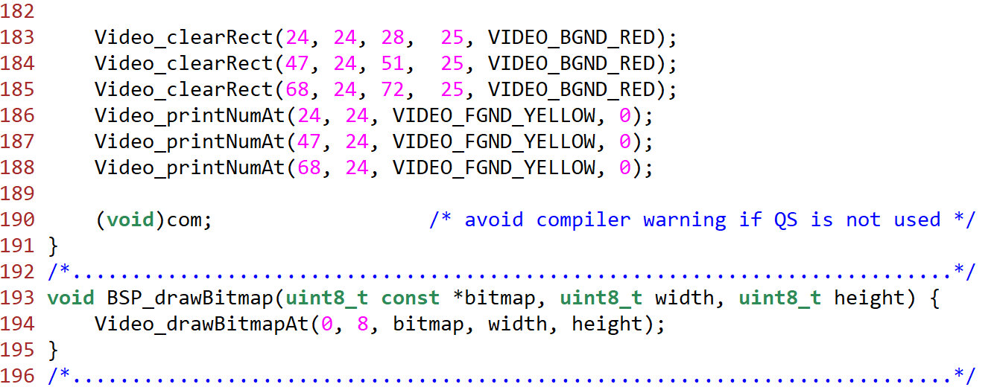 182
183     Video_clearRect(24, 24, 28,  25, VIDEO_BGND_RED);
184     Video_clearRect(47, 24, 51,  25, VIDEO_BGND_RED);
185     Video_clearRect(68, 24, 72,  25, VIDEO_BGND_RED);
186     Video_printNumAt(24, 24, VIDEO_FGND_YELLOW, 0);
187     Video_printNumAt(47, 24, VIDEO_FGND_YELLOW, 0);
188     Video_printNumAt(68, 24, VIDEO_FGND_YELLOW, 0);
189
190     (void)com;                  /* avoid compiler warning if QS is not used */
191 }
192 /*..........................................................................*/
193 void BSP_drawBitmap(uint8_t const *bitmap, uint8_t width, uint8_t height) {
194     Video_drawBitmapAt(0, 8, bitmap, width, height);
195 }
196 /*..........................................................................*/